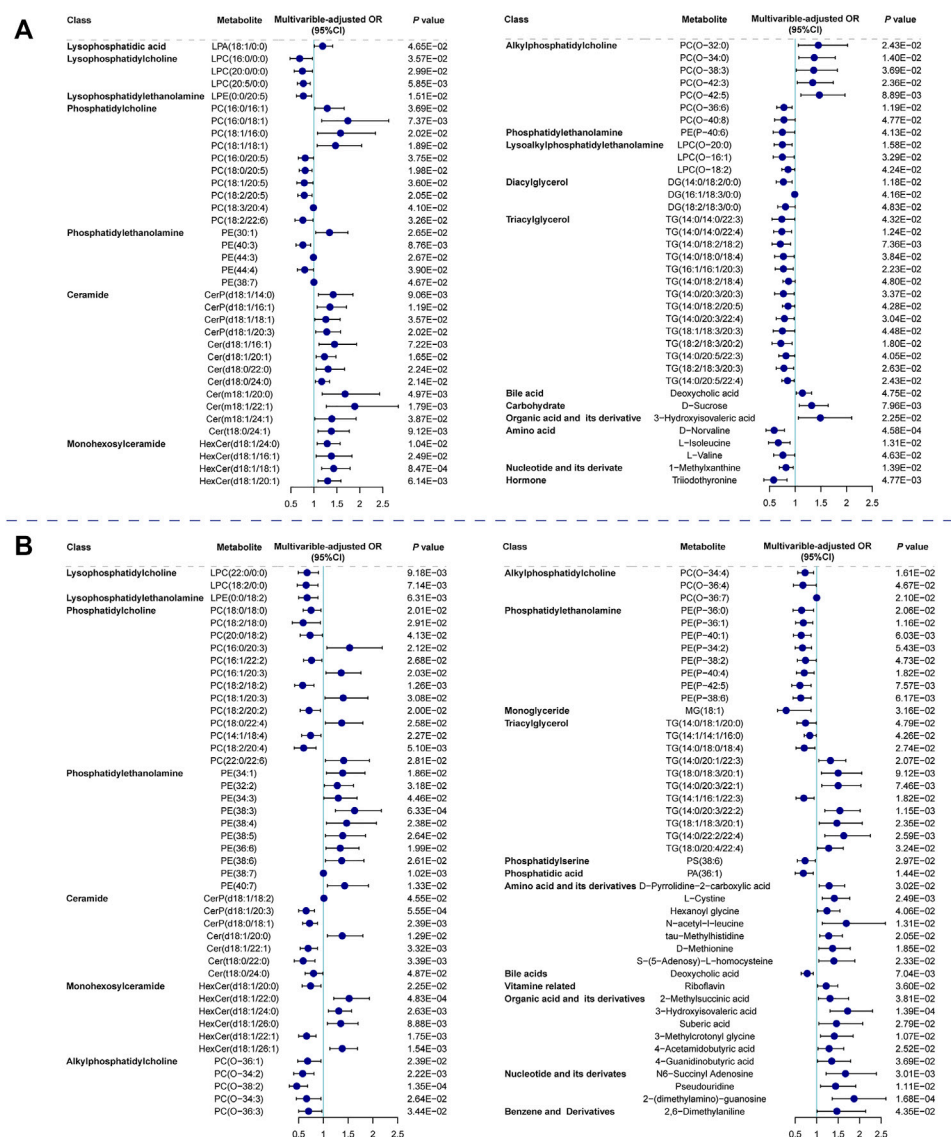 A
Class Metabolite Multivarible-adjusted OR (95%CI) P value
Lysophosphatidic acid LPA(18:1/0:0) 4.65E−02
Lysophosphatidylcholine LPC(16:0/0:0) 3.57E−02
LPC(20:0/0:0) 2.99E−02
LPC(20:5/0:0) 5.85E−03
Lysophosphatidylethanolamine LPE(0:0/20:5) 1.51E−02
Phosphatidylcholine PC(16:0/16:1) 3.69E−02
PC(16:0/18:1) 7.37E−03
PC(18:1/16:0) 2.02E−02
PC(18:1/18:1) 1.89E−02
PC(16:0/20:5) 3.75E−02
PC(18:0/20:5) 1.98E−02
PC(18:1/20:5) 3.60E−02
PC(18:2/20:5) 2.05E−02
PC(18:3/20:4) 4.10E−02
PC(18:2/22:6) 3.26E−02
Phosphatidylethanolamine PE(30:1) 2.65E−02
PE(40:3) 8.76E−03
PE(44:3) 2.67E−02
PE(44:4) 3.90E−02
PE(38:7) 4.67E−02
Ceramide CerP(d18:1/14:0) 9.06E−03
CerP(d18:1/16:1) 1.19E−02
CerP(d18:1/18:1) 3.57E−02
CerP(d18:1/20:3) 2.02E−02
Cer(d18:1/16:1) 7.22E−03
Cer(d18:1/20:1) 1.65E−02
Cer(d18:0/22:0) 2.24E−02
Cer(d18:0/24:0) 2.14E−02
Cer(m18:1/20:0) 4.97E−03
Cer(m18:1/22:1) 1.79E−03
Cer(m18:1/24:1) 3.87E−02
Cer(t18:0/24:1) 9.12E−03
Monohexosylceramide HexCer(d18:1/24:0) 1.04E−02
HexCer(d18:1/16:1) 2.49E−02
HexCer(d18:1/18:1) 8.47E−04
HexCer(d18:1/20:1) 6.14E−03
0.5 1 1.5 2 2.5
Class Metabolite Multivarible-adjusted OR (95%CI) P value
Alkylphosphatidylcholine PC(O−32:0) 2.43E−02
PC(O−34:0) 1.40E−02
PC(O−38:3) 3.69E−02
PC(O−42:3) 2.36E−02
PC(O−42:5) 8.89E−03
PC(O−36:6) 1.19E−02
PC(O−40:8) 4.77E−02
Phosphatidylethanolamine PE(P−40:6) 4.13E−02
Lysoalkylphosphatidylethanolamine LPC(O−20:0) 1.58E−02
LPC(O−16:1) 3.29E−02
LPC(O−18:2) 4.24E−02
Diacylglycerol DG(14:0/18:2/0:0) 1.18E−02
DG(16:1/18:3/0:0) 4.16E−02
DG(18:2/18:3/0:0) 4.83E−02
Triacylglycerol TG(14:0/14:0/22:3) 4.32E−02
TG(14:0/14:0/22:4) 1.24E−02
TG(14:0/18:2/18:2) 7.36E−03
TG(14:0/18:0/18:4) 3.84E−02
TG(16:1/16:1/20:3) 2.23E−02
TG(14:0/18:2/18:4) 4.80E−02
TG(14:0/20:3/20:3) 3.37E−02
TG(14:0/18:2/20:5) 4.28E−02
TG(14:0/20:3/22:4) 3.04E−02
TG(18:1/18:3/20:3) 4.48E−02
TG(18:2/18:3/20:2) 1.80E−02
TG(14:0/20:5/22:3) 4.05E−02
TG(18:2/18:3/20:3) 2.63E−02
TG(14:0/20:5/22:4) 2.43E−02
Bile acid Deoxycholic acid 4.75E−02
Carbohydrate D−Sucrose 7.96E−03
Organic acid and its derivative 3−Hydroxyisovaleric acid 2.25E−02
Amino acid D−Norvaline 4.58E−04
L−Isoleucine 1.31E−02
L−Valine 4.63E−02
Nucleotide and its derivate 1−Methylxanthine 1.39E−02
Hormone Triiodothyronine 4.77E−03
0.5 1 1.5 2 2.5
B
Class Metabolite Multivarible-adjusted OR (95%CI) P value
Lysophosphatidylcholine LPC(22:0/0:0) 9.18E−03
LPC(18:2/0:0) 7.14E−03
Lysophosphatidylethanolamine LPE(0:0/18:2) 6.31E−03
Phosphatidylcholine PC(18:0/18:0) 2.01E−02
PC(18:2/18:0) 2.91E−02
PC(20:0/18:2) 4.13E−02
PC(16:0/20:3) 2.12E−02
PC(16:1/22:2) 2.68E−02
PC(16:1/20:3) 2.03E−02
PC(18:2/18:2) 1.26E−03
PC(18:1/20:3) 3.08E−02
PC(18:2/20:2) 2.00E−02
PC(18:0/22:4) 2.58E−02
PC(14:1/18:4) 2.27E−02
PC(18:2/20:4) 5.10E−03
PC(22:0/22:6) 2.81E−02
Phosphatidylethanolamine PE(34:1) 1.86E−02
PE(32:2) 3.18E−02
PE(34:3) 4.46E−02
PE(38:3) 6.33E−04
PE(38:4) 2.38E−02
PE(38:5) 2.64E−02
PE(36:6) 1.99E−02
PE(38:6) 2.61E−02
PE(38:7) 1.02E−03
PE(40:7) 1.33E−02
Ceramide CerP(d18:1/18:2) 4.55E−02
CerP(d18:1/20:3) 5.55E−04
CerP(d18:0/18:1) 2.39E−03
Cer(d18:1/20:0) 1.29E−02
Cer(d18:1/22:1) 3.32E−03
Cer(t18:0/22:0) 3.39E−03
Cer(t18:0/24:0) 4.87E−02
Monohexosylceramide HexCer(d18:1/20:0) 2.25E−02
HexCer(d18:1/22:0) 4.83E−04
HexCer(d18:1/24:0) 2.63E−03
HexCer(d18:1/26:0) 8.88E−03
HexCer(d18:1/22:1) 1.75E−03
HexCer(d18:1/26:1) 1.54E−03
Alkylphosphatidylcholine PC(O−36:1) 2.39E−02
PC(O−34:2) 2.22E−03
PC(O−38:2) 1.35E−04
PC(O−34:3) 2.64E−02
PC(O−36:3) 3.44E−02
0.5 1 1.5 2 2.5
Class Metabolite Multivarible-adjusted OR (95%CI) P value
Alkylphosphatidylcholine PC(O−34:4) 1.61E−02
PC(O−36:4) 4.67E−02
PC(O−36:7) 2.10E−02
Phosphatidylethanolamine PE(P−36:0) 2.06E−02
PE(P−36:1) 1.16E−02
PE(P−40:1) 6.03E−03
PE(P−34:2) 5.43E−03
PE(P−38:2) 4.73E−02
PE(P−40:4) 1.82E−02
PE(P−42:5) 7.57E−03
PE(P−38:6) 6.17E−03
Monoglyceride MG(18:1) 3.16E−02
Triacylglycerol TG(14:0/18:1/20:0) 4.79E−02
TG(14:1/14:1/16:0) 4.26E−02
TG(14:0/18:0/18:4) 2.74E−02
TG(14:0/20:1/22:3) 2.07E−02
TG(18:0/18:3/20:1) 9.12E−03
TG(14:0/20:3/22:1) 7.46E−03
TG(14:1/16:1/22:3) 1.82E−02
TG(14:0/20:3/22:2) 1.15E−03
TG(18:1/18:3/20:1) 2.35E−02
TG(14:0/22:2/22:4) 2.59E−03
TG(18:0/20:4/22:4) 3.24E−02
Phosphatidylserine PS(38:6) 2.97E−02
Phosphatidic acid PA(36:1) 1.44E−02
Amino acid and its derivatives D−Pyrrolidine−2−carboxylic acid 3.02E−02
L−Cystine 2.49E−03
Hexanoyl glycine 4.06E−02
N−acetyl−l−leucine 1.31E−02
tau−Methylhistidine 2.05E−02
D−Methionine 1.85E−02
S−(5−Adenosy)−L−homocysteine 2.33E−02
Bile acids Deoxycholic acid 7.04E−03
Vitamine related Riboflavin 3.60E−02
Organic acid and its derivatives 2−Methylsuccinic acid 3.81E−02
3−Hydroxyisovaleric acid 1.39E−04
Suberic acid 2.79E−02
3−Methylcrotonyl glycine 1.07E−02
4−Acetamidobutyric acid 2.52E−02
4−Guanidinobutyric acid 3.69E−02
Nucleotide and its derivates N6−Succinyl Adenosine 3.01E−03
Pseudouridine 1.11E−02
2−(dimethylamino)−guanosine 1.68E−04
Benzene and Derivatives 2,6−Dimethylaniline 4.35E−02
0.5 1 1.5 2 2.5